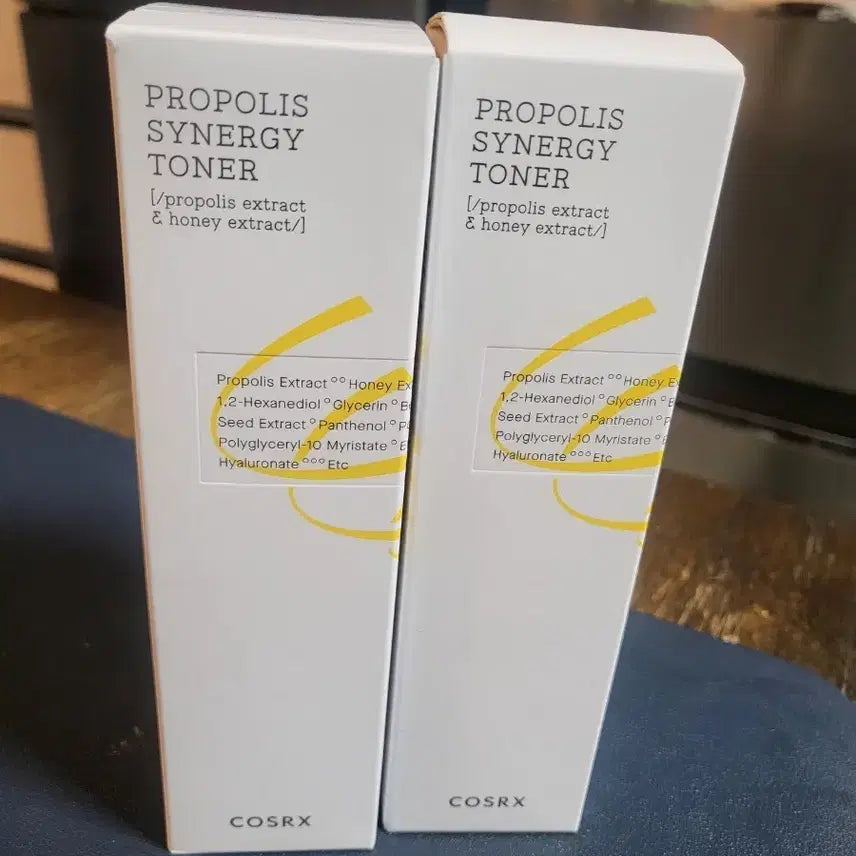 PROPOLIS
SYNERGY
TONER
[/propolis extract
& honey extract/]
Propolis Extract °° Honey
1,2-Hexanediol ° Glycerin °
Seed Extract ° Panthenol °
Polyglyceryl-10 Myristate °
Hyaluronate °°° Etc
COSRX
PROPOLIS
SYNERGY
TONER
[/propolis extract
& honey extract/]
Propolis Extract °° Honey
1,2-Hexanediol ° Glycerin °
Seed Extract ° Panthenol °
Polyglyceryl-10 Myristate °
Hyaluronate °°° Etc
COSRX